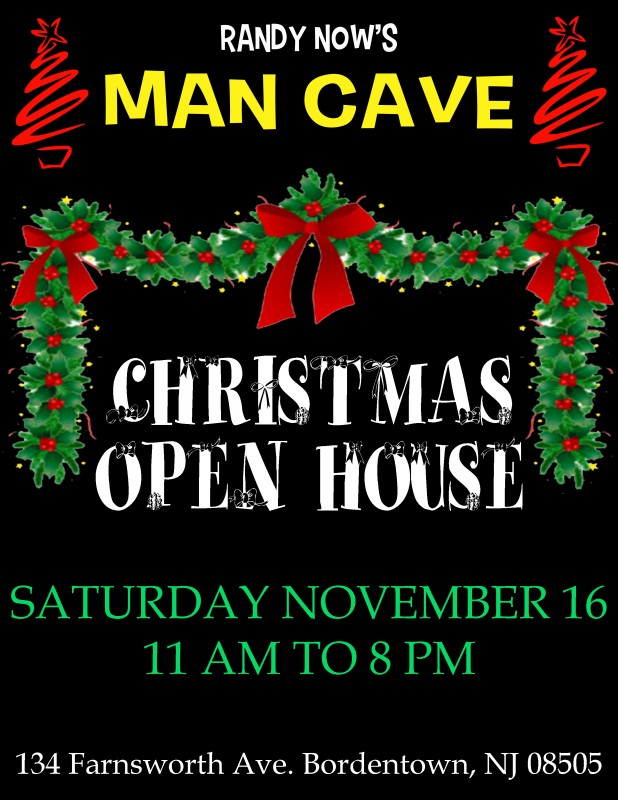 RANDY NOW'S
MAN CAVE
CHRISTMAS
OPEN HOUSE
SATURDAY NOVEMBER 16
11 AM TO 8 PM
134 Farnsworth Ave. Bordentown, NJ 08505